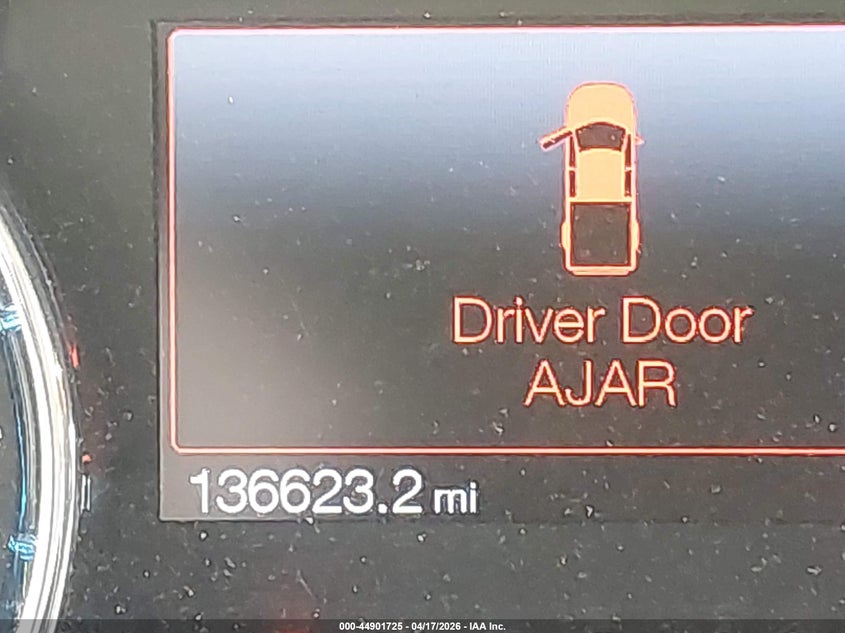 Driver Door
AJAR
136623.2 mi
000-44901725 - 04/17/2026 - IAA Inc.